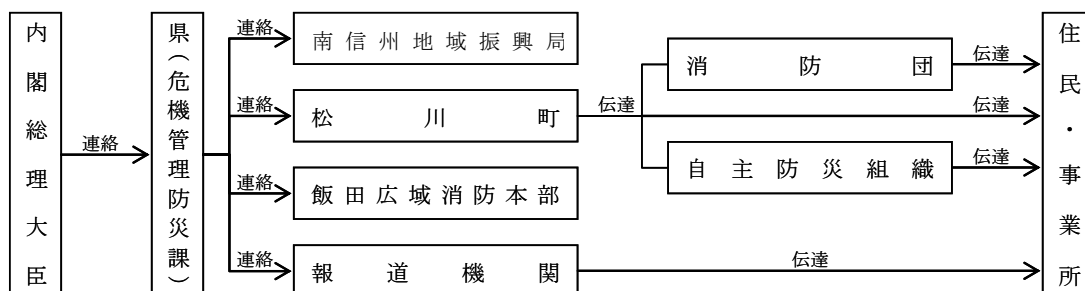 内閣総理大臣
連絡
県（危機管理防災課）
連絡
南信州地域振興局
連絡
松川町
連絡
飯田広域消防本部
連絡
報道機関
伝達
消防団
伝達
伝達
自主防災組織
伝達
伝達
住民・事業所